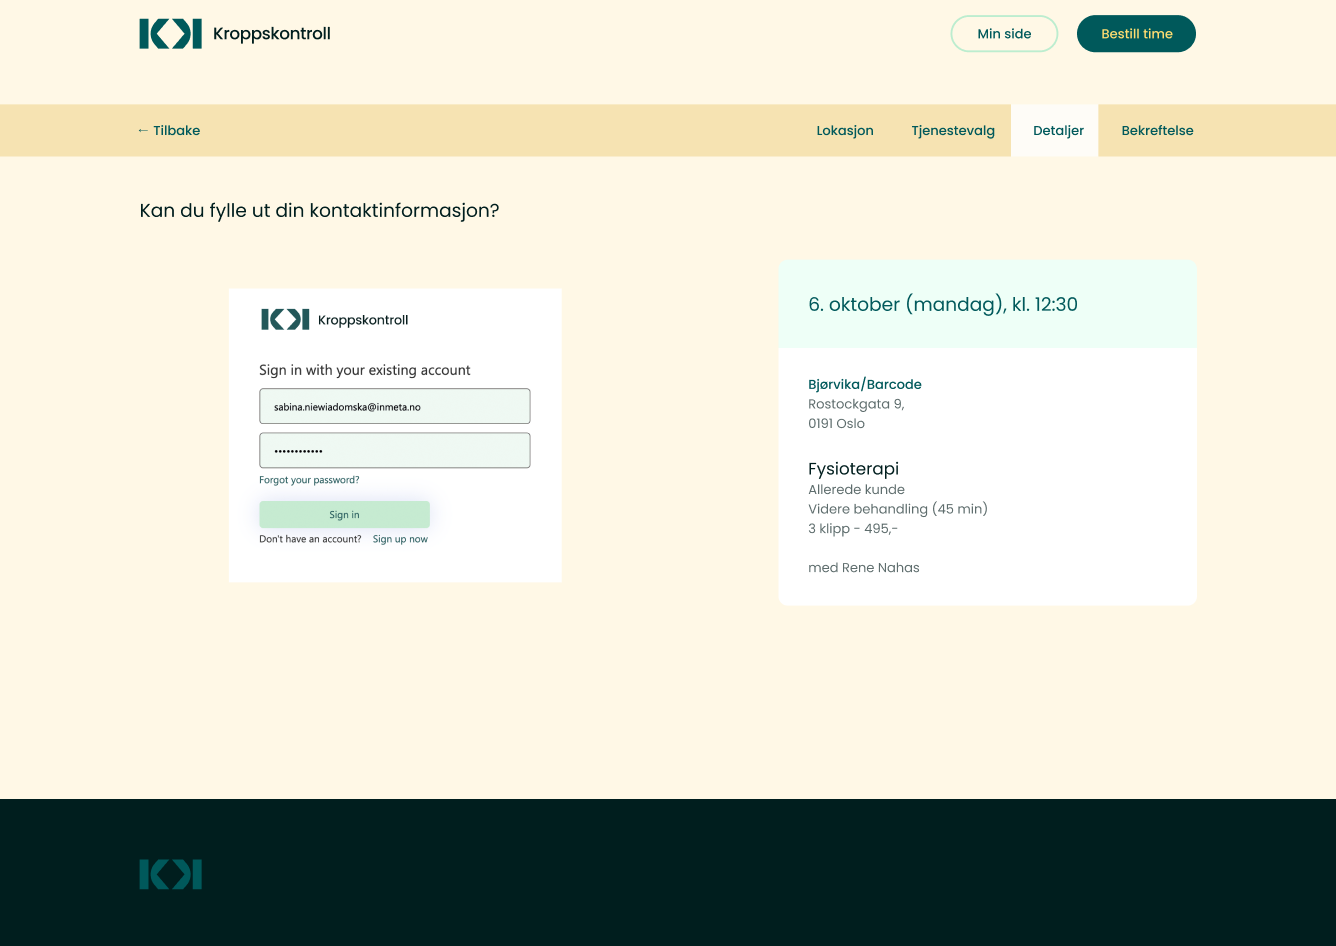 Kroppskontroll
Min side
Bestill time
← Tilbake
Lokasjon
Tjenestevalg
Detaljer
Bekreftelse
Kan du fylle ut din kontaktinformasjon?
Kroppskontroll
Sign in with your existing account
sabina.niewiadomska@inmeta.no
••••••••••••
Forgot your password?
Sign in
Don't have an account? Sign up now
6. oktober (mandag), kl. 12:30
Bjørvika/Barcode
Rostockgata 9,
0191 Oslo
Fysioterapi
Allerede kunde
Videre behandling (45 min)
3 klipp - 495,-
med Rene Nahas